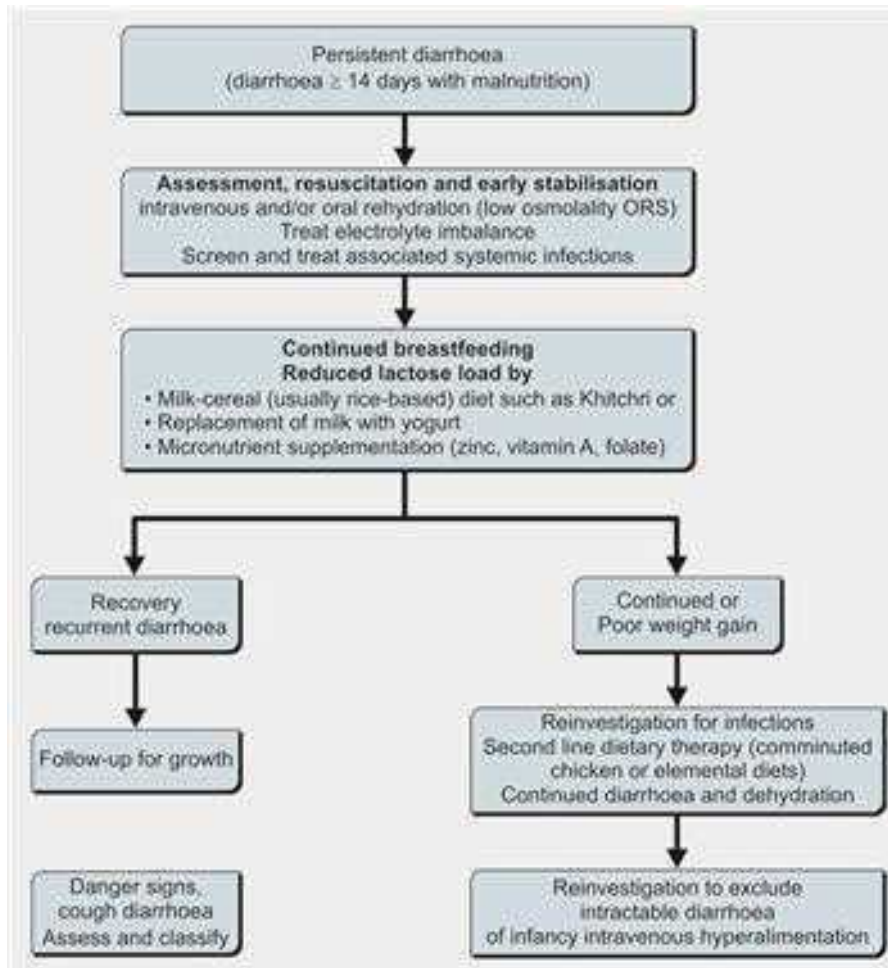 Persistent diarrhoea
(diarrhoea ≥ 14 days with malnutrition)
Assessment, resuscitation and early stabilisation
intravenous and/or oral rehydration (low osmolality ORS)
Treat electrolyte imbalance
Screen and treat associated systemic infections
Continued breastfeeding
Reduced lactose load by
• Milk-cereal (usually rice-based) diet such as Khitchri or
• Replacement of milk with yogurt
• Micronutrient supplementation (zinc, vitamin A, folate)
Recovery
recurrent diarrhoea
Continued or
Poor weight gain
Follow-up for growth
Reinvestigation for infections
Second line dietary therapy (comminuted
chicken or elemental diets)
Continued diarrhoea and dehydration
Danger signs,
cough diarrhoea
Assess and classify
Reinvestigation to exclude
intractable diarrhoea
of infancy intravenous hyperalimentation